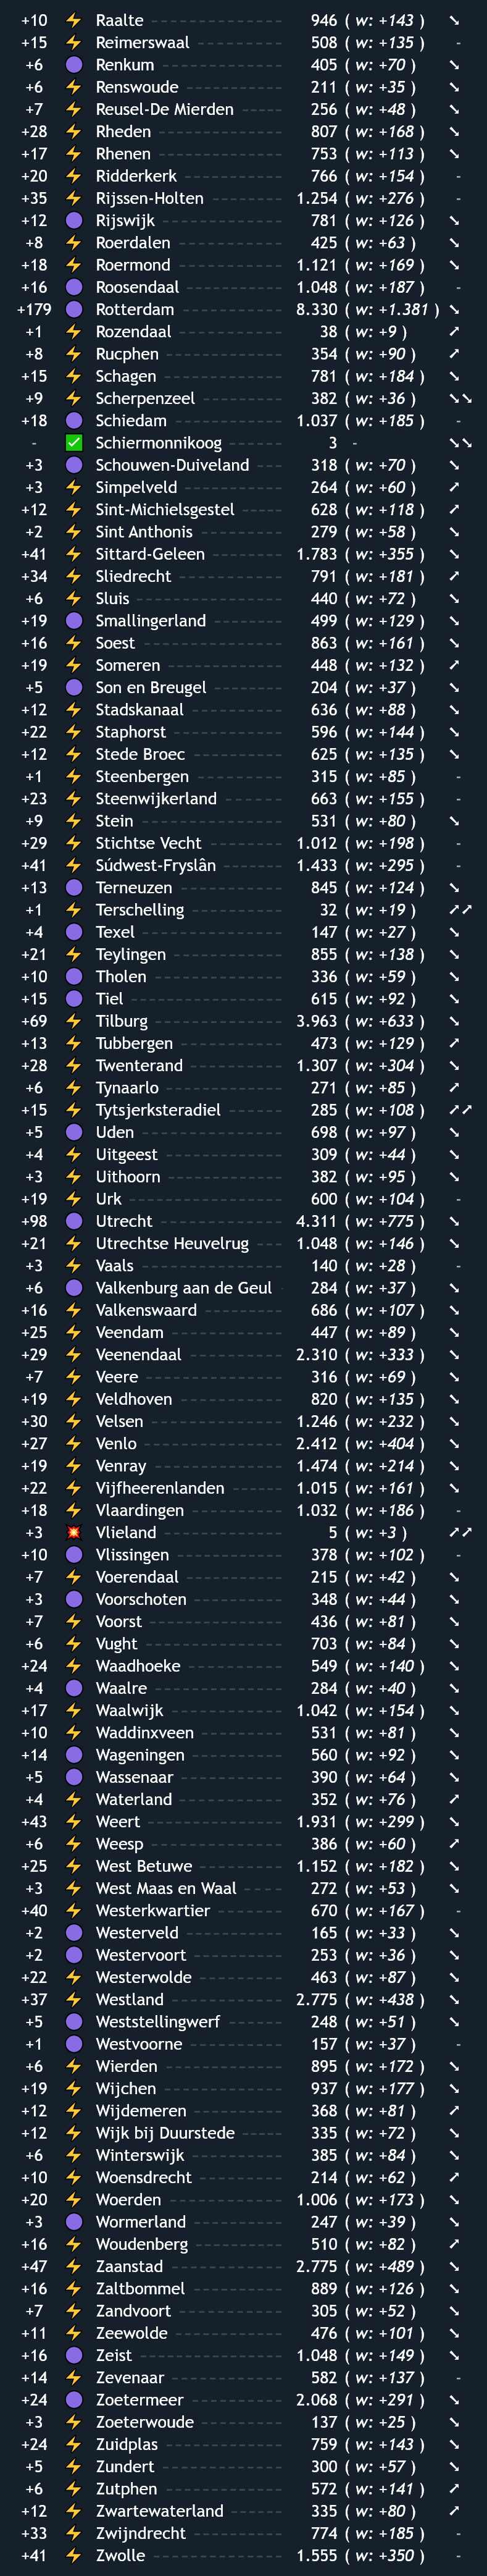 +10 Raalte 946 ( w: +143 )
+15 Reimerswaal 508 ( w: +135 ) -
+6 Renkum 405 ( w: +70 )
+6 Renswoude 211 ( w: +35 )
+7 Reusel-De Mierden 256 ( w: +48 )
+28 Rheden 807 ( w: +168 )
+17 Rhenen 753 ( w: +113 )
+20 Ridderkerk 766 ( w: +154 ) -
+35 Rijssen-Holten 1.254 ( w: +276 ) -
+12 Rijswijk 781 ( w: +126 )
+8 Roerdalen 425 ( w: +63 )
+18 Roermond 1.121 ( w: +169 )
+16 Roosendaal 1.048 ( w: +187 ) -
+179 Rotterdam 8.330 ( w: +1.381 )
+1 Rozendaal 38 ( w: +9 )
+8 Rucphen 354 ( w: +90 )
+15 Schagen 781 ( w: +184 )
+9 Scherpenzeel 382 ( w: +36 )
+18 Schiedam 1.037 ( w: +185 ) -
- Schiermonnikoog 3 -
+3 Schouwen-Duiveland 318 ( w: +70 )
+3 Simpelveld 264 ( w: +60 )
+12 Sint-Michielsgestel 628 ( w: +118 )
+2 Sint Anthonis 279 ( w: +58 )
+41 Sittard-Geleen 1.783 ( w: +355 )
+34 Sliedrecht 791 ( w: +181 )
+6 Sluis 440 ( w: +72 )
+19 Smallingerland 499 ( w: +129 )
+16 Soest 863 ( w: +161 )
+19 Someren 448 ( w: +132 )
+5 Son en Breugel 204 ( w: +37 )
+12 Stadskanaal 636 ( w: +88 )
+22 Staphorst 596 ( w: +144 )
+12 Stede Broec 625 ( w: +135 )
+1 Steenbergen 315 ( w: +85 ) -
+23 Steenwijkerland 663 ( w: +155 ) -
+9 Stein 531 ( w: +80 )
+29 Stichtse Vecht 1.012 ( w: +198 ) -
+41 Súdwest-Fryslân 1.433 ( w: +295 ) -
+13 Terneuzen 845 ( w: +124 )
+1 Terschelling 32 ( w: +19 )
+4 Texel 147 ( w: +27 )
+21 Teylingen 855 ( w: +138 )
+10 Tholen 336 ( w: +59 )
+15 Tiel 615 ( w: +92 )
+69 Tilburg 3.963 ( w: +633 )
+13 Tubbergen 473 ( w: +129 )
+28 Twenterand 1.307 ( w: +304 )
+6 Tynaarlo 271 ( w: +85 )
+15 Tytsjerksteradiel 285 ( w: +108 )
+5 Uden 698 ( w: +97 )
+4 Uitgeest 309 ( w: +44 )
+3 Uithoorn 382 ( w: +95 )
+19 Urk 600 ( w: +104 ) -
+98 Utrecht 4.311 ( w: +775 )
+21 Utrechtse Heuvelrug 1.048 ( w: +146 )
+3 Vaals 140 ( w: +28 ) -
+6 Valkenburg aan de Geul 284 ( w: +37 )
+16 Valkenswaard 686 ( w: +107 )
+25 Veendam 447 ( w: +89 )
+29 Veenendaal 2.310 ( w: +333 )
+7 Veere 316 ( w: +69 )
+19 Veldhoven 820 ( w: +135 )
+30 Velsen 1.246 ( w: +232 )
+27 Venlo 2.412 ( w: +404 )
+19 Venray 1.474 ( w: +214 )
+22 Vijfheerenlanden 1.015 ( w: +161 )
+18 Vlaardingen 1.032 ( w: +186 ) -
+3 Vlieland 5 ( w: +3 )
+10 Vlissingen 378 ( w: +102 ) -
+7 Voerendaal 215 ( w: +42 )
+3 Voorschoten 348 ( w: +44 )
+7 Voorst 436 ( w: +81 )
+6 Vught 703 ( w: +84 )
+24 Waadhoeke 549 ( w: +140 )
+4 Waalre 284 ( w: +40 )
+17 Waalwijk 1.042 ( w: +154 )
+10 Waddinxveen 531 ( w: +81 )
+14 Wageningen 560 ( w: +92 )
+5 Wassenaar 390 ( w: +64 )
+4 Waterland 352 ( w: +76 )
+43 Weert 1.931 ( w: +299 )
+6 Weesp 386 ( w: +60 )
+25 West Betuwe 1.152 ( w: +182 )
+3 West Maas en Waal 272 ( w: +53 )
+40 Westerkwartier 670 ( w: +167 ) -
+2 Westerveld 165 ( w: +33 )
+2 Westervoort 253 ( w: +36 )
+22 Westerwolde 463 ( w: +87 )
+37 Westland 2.775 ( w: +438 )
+5 Weststellingwerf 248 ( w: +51 )
+1 Westvoorne 157 ( w: +37 ) -
+6 Wierden 895 ( w: +172 )
+19 Wijchen 937 ( w: +177 )
+12 Wijdemeren 368 ( w: +81 )
+12 Wijk bij Duurstede 335 ( w: +72 )
+6 Winterswijk 385 ( w: +84 )
+10 Woensdrecht 214 ( w: +62 )
+20 Woerden 1.006 ( w: +173 )
+3 Wormerland 247 ( w: +39 )
+16 Woudenberg 510 ( w: +82 )
+47 Zaanstad 2.775 ( w: +489 )
+16 Zaltbommel 889 ( w: +126 )
+7 Zandvoort 305 ( w: +52 )
+11 Zeewolde 476 ( w: +101 )
+16 Zeist 1.048 ( w: +149 )
+14 Zevenaar 582 ( w: +137 ) -
+24 Zoetermeer 2.068 ( w: +291 )
+3 Zoeterwoude 137 ( w: +25 )
+24 Zuidplas 759 ( w: +143 )
+5 Zundert 300 ( w: +57 )
+6 Zutphen 572 ( w: +141 )
+12 Zwartewaterland 335 ( w: +80 )
+33 Zwijndrecht 774 ( w: +185 ) -
+41 Zwolle 1.555 ( w: +350 ) -